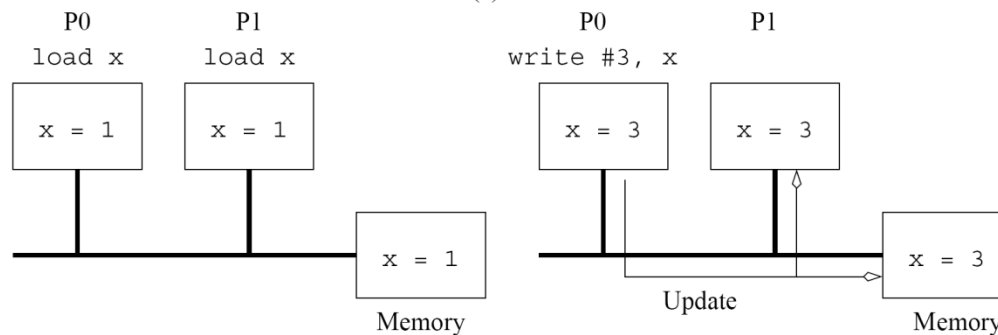 P0 P1 P0 P1
load x load x write #3, x
x = 1 x = 1 x = 3 x = 3
x = 1 x = 3
Update
Memory Memory